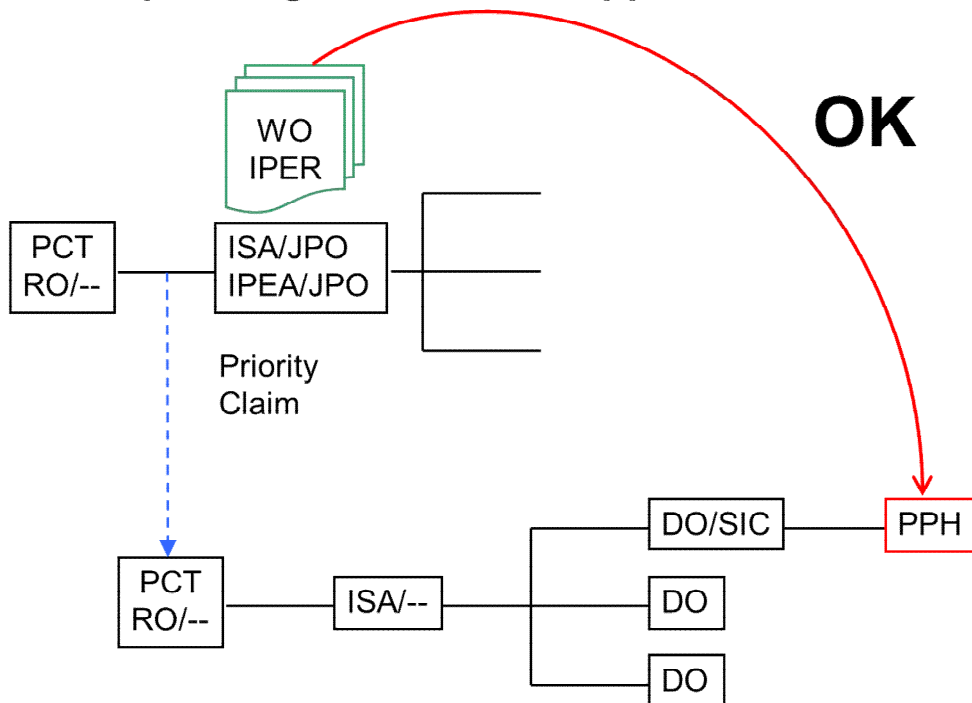 OK
WO
IPER
PCT
RO/--
ISA/JPO
IPEA/JPO
Priority
Claim
DO/SIC
PPH
PCT
RO/--
ISA/--
DO
DO